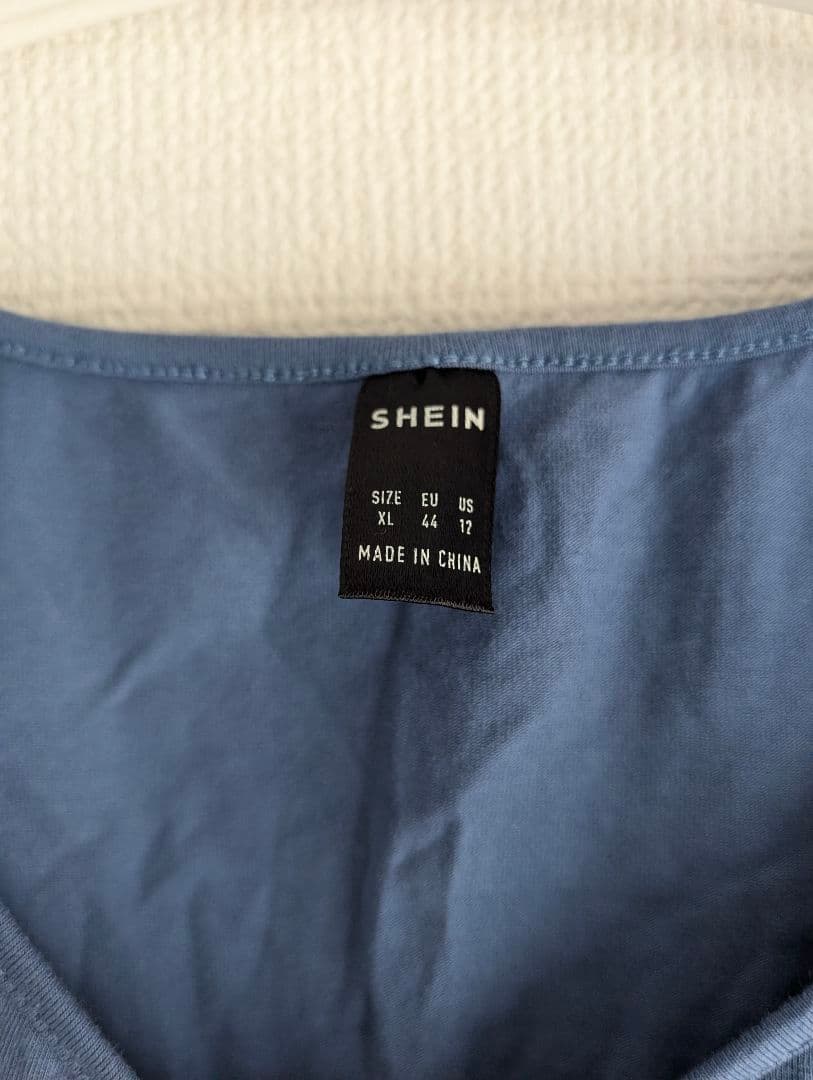 SHEIN
SIZE EU US
XL 44 12
MADE IN CHINA